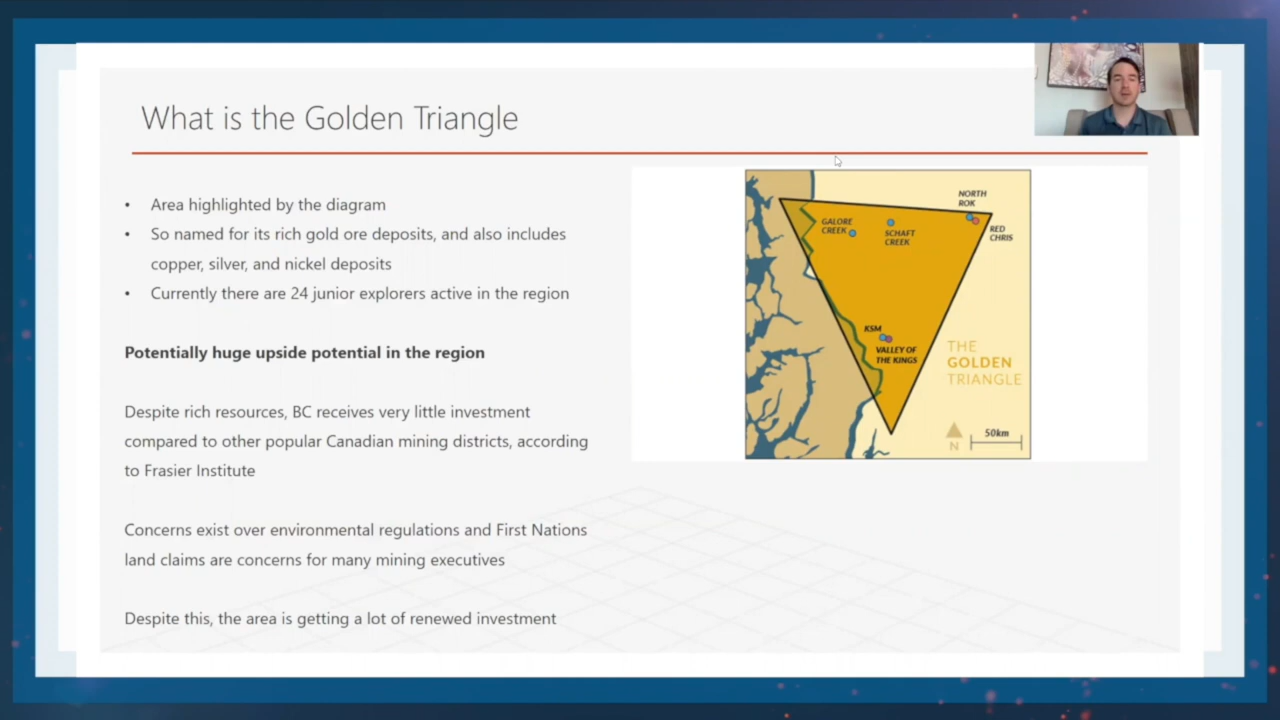 What is the Golden Triangle
• Area highlighted by the diagram
• So named for its rich gold ore deposits, and also includes
copper, silver, and nickel deposits
• Currently there are 24 junior explorers active in the region
Potentially huge upside potential in the region
Despite rich resources, BC receives very little investment
compared to other popular Canadian mining districts, according
to Frasier Institute
Concerns exist over environmental regulations and First Nations
land claims are concerns for many mining executives
Despite this, the area is getting a lot of renewed investment
NORTH
ROK
GALORE
CREEK
SCHAFT
CREEK
RED
CHRIS
KSM
VALLEY OF
THE KINGS
THE
GOLDEN
TRIANGLE
N
50km